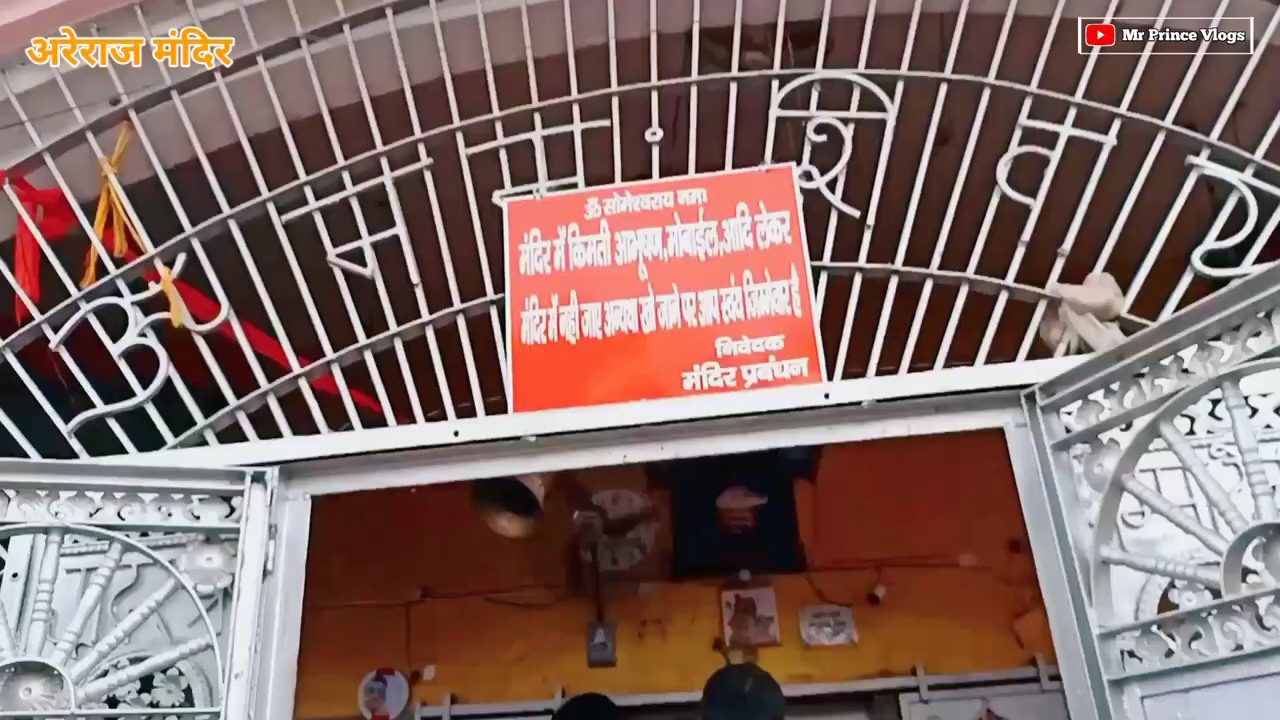 अरेराज मंदिर
Mr Prince Vlogs
ॐ नमः शिवाय
ॐ सोमेश्वराय नमः
मंदिर में किमती आभूषण,मोबाईल,आदि लेकर
मंदिर में नही जाए अन्यथा खो जाने पर आप स्वंय जिम्मेवार है
निवेदक
मंदिर प्रबंधन